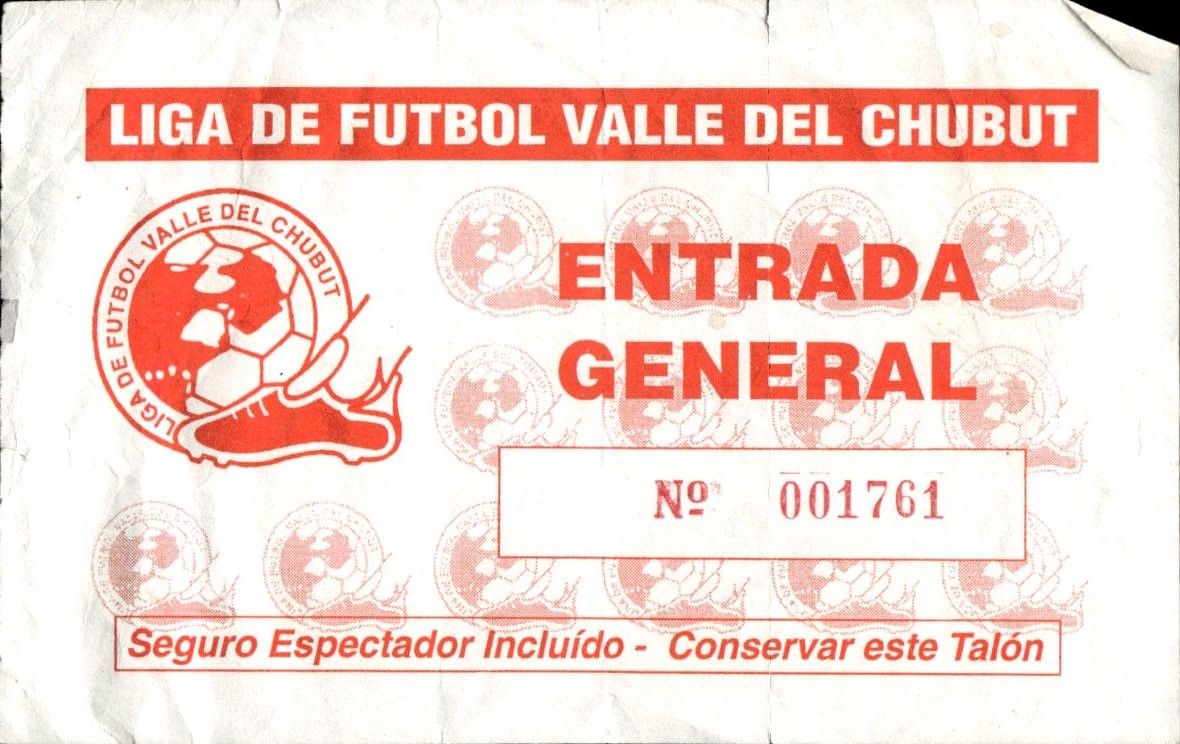 LIGA DE FUTBOL VALLE DEL CHUBUT
LIGA DE FUTBOL VALLE DEL CHUBUT
ENTRADA
GENERAL
Nº 001761
Seguro Espectador Incluído - Conservar este Talón